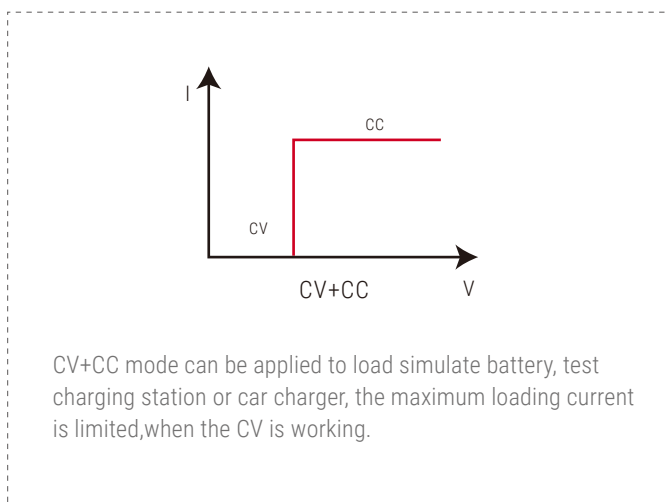 I
CC
CV
CV+CC
V
CV+CC mode can be applied to load simulate battery, test
charging station or car charger, the maximum loading current
is limited,when the CV is working.